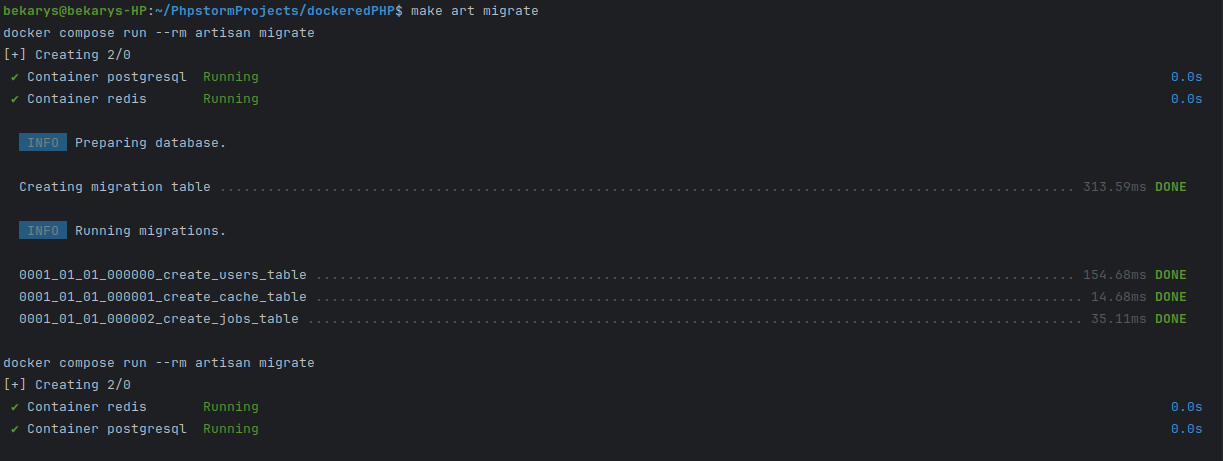 bekarys@bekarys-HP:~/PhpstormProjects/dockeredPHP$ make art migrate
docker compose run --rm artisan migrate
[+] Creating 2/0
✔ Container postgresql  Running 0.0s
✔ Container redis       Running 0.0s
INFO  Preparing database.
Creating migration table ........................................................................................................... 313.59ms DONE
INFO  Running migrations.
0001_01_01_000000_create_users_table ............................................................................................... 154.68ms DONE
0001_01_01_000001_create_cache_table ................................................................................................ 14.68ms DONE
0001_01_01_000002_create_jobs_table ................................................................................................. 35.11ms DONE
docker compose run --rm artisan migrate
[+] Creating 2/0
✔ Container redis       Running 0.0s
✔ Container postgresql  Running 0.0s